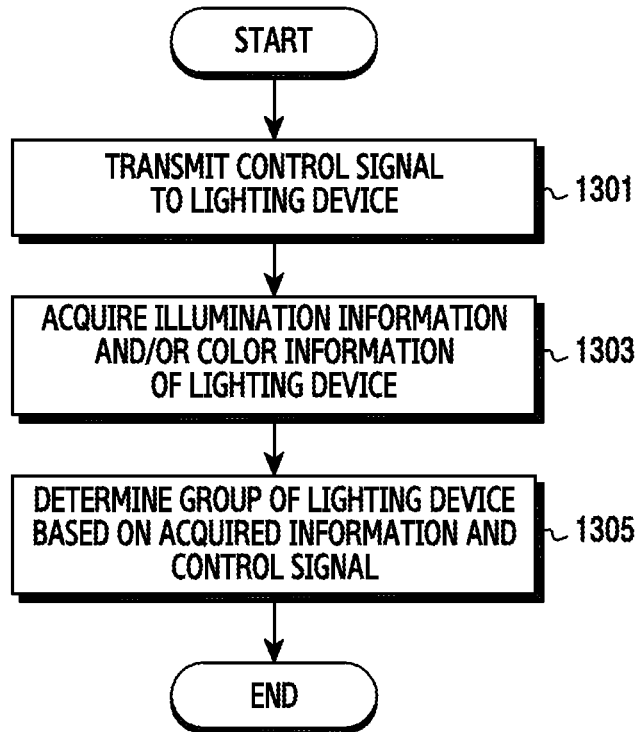 START
TRANSMIT CONTROL SIGNAL
TO LIGHTING DEVICE
1301
ACQUIRE ILLUMINATION INFORMATION
AND/OR COLOR INFORMATION
OF LIGHTING DEVICE
1303
DETERMINE GROUP OF LIGHTING DEVICE
BASED ON ACQUIRED INFORMATION AND
CONTROL SIGNAL
1305
END